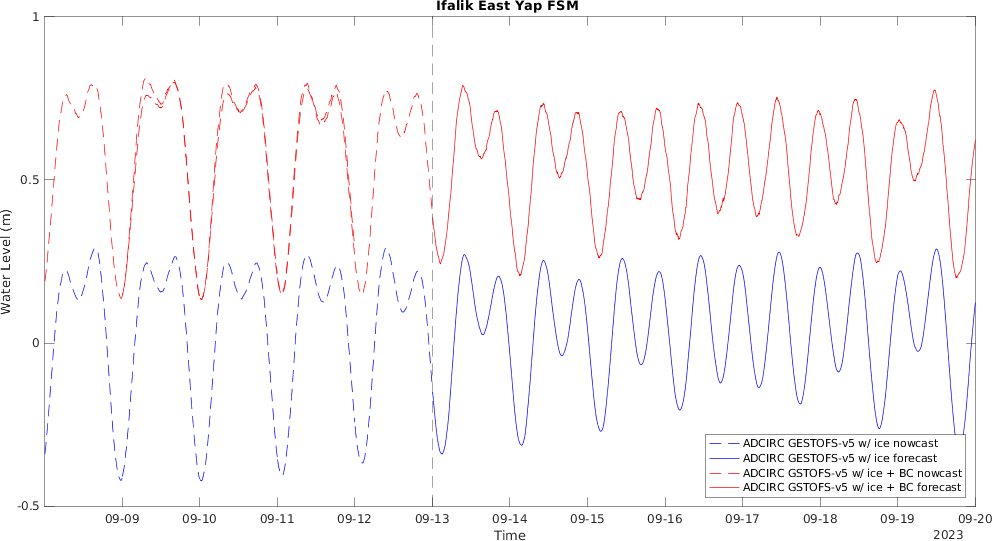 Ifalik East Yap FSM
1
0.5
0
-0.5
Water Level (m)
ADCIRC GESTOFS-v5 w/ ice nowcast
ADCIRC GESTOFS-v5 w/ ice forecast
ADCIRC GSTOFS-v5 w/ ice + BC nowcast
ADCIRC GSTOFS-v5 w/ ice + BC forecast
09-09 09-10 09-11 09-12 09-13 09-14 09-15 09-16 09-17 09-18 09-19 09-20
Time
2023